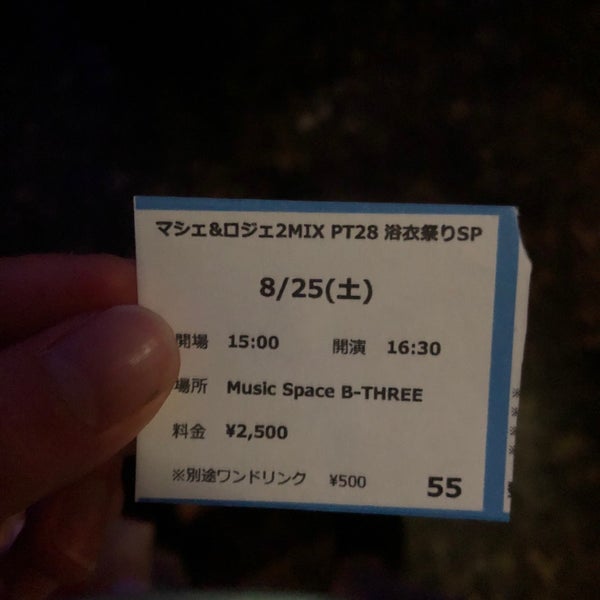 マシェ&ロジェ2MIX PT28 浴衣祭りSP
8/25(土)
開場 15:00 開演 16:30
場所 Music Space B-THREE
料金 ¥2,500
※別途ワンドリンク ¥500
55